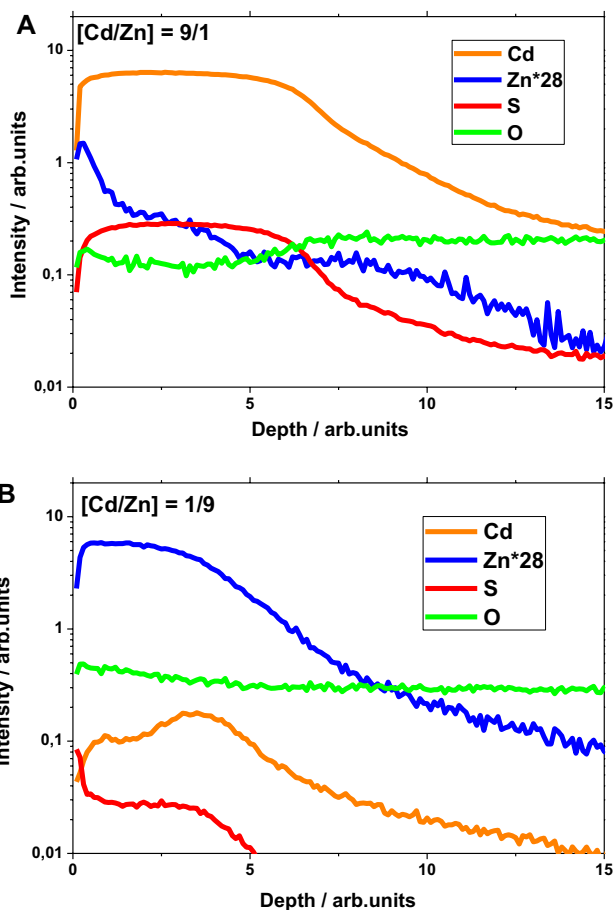 A
[Cd/Zn] = 9/1
10
1
0,1
0,01
Intensity / arb.units
Cd
Zn*28
S
O
0
5
10
15
Depth / arb.units
B
[Cd/Zn] = 1/9
10
1
0,1
0,01
Intensity / arb.units
Cd
Zn*28
S
O
0
5
10
15
Depth / arb.units